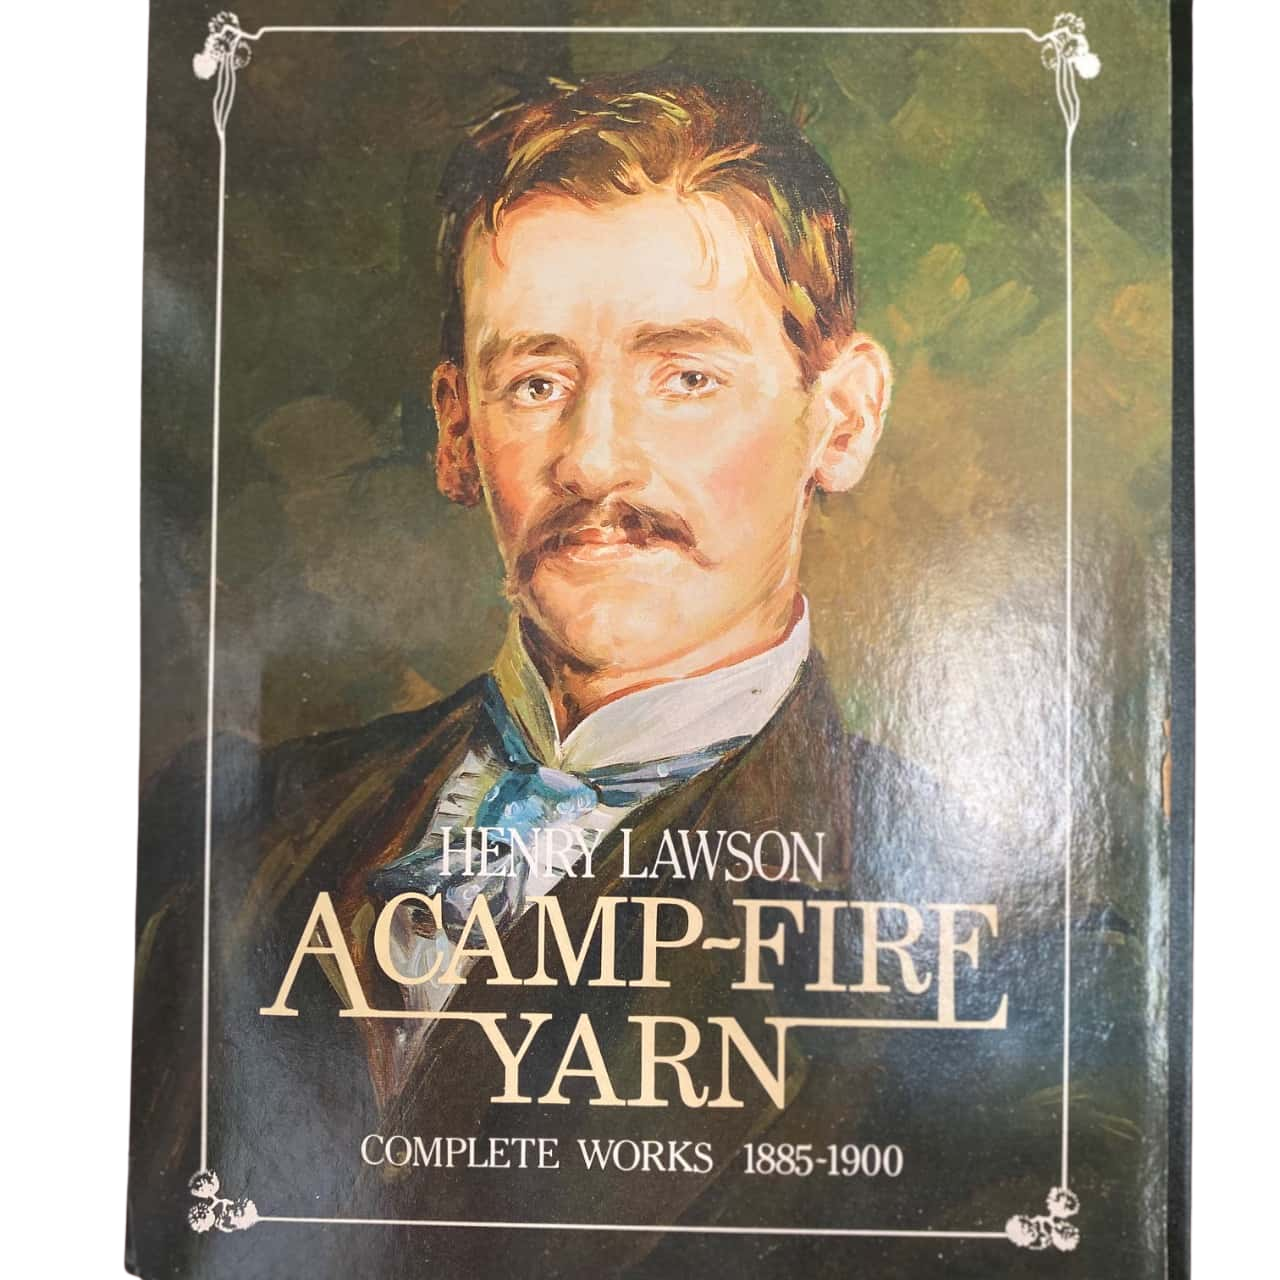 HENRY LAWSON
A CAMP~FIRE
YARN
COMPLETE WORKS 1885-1900